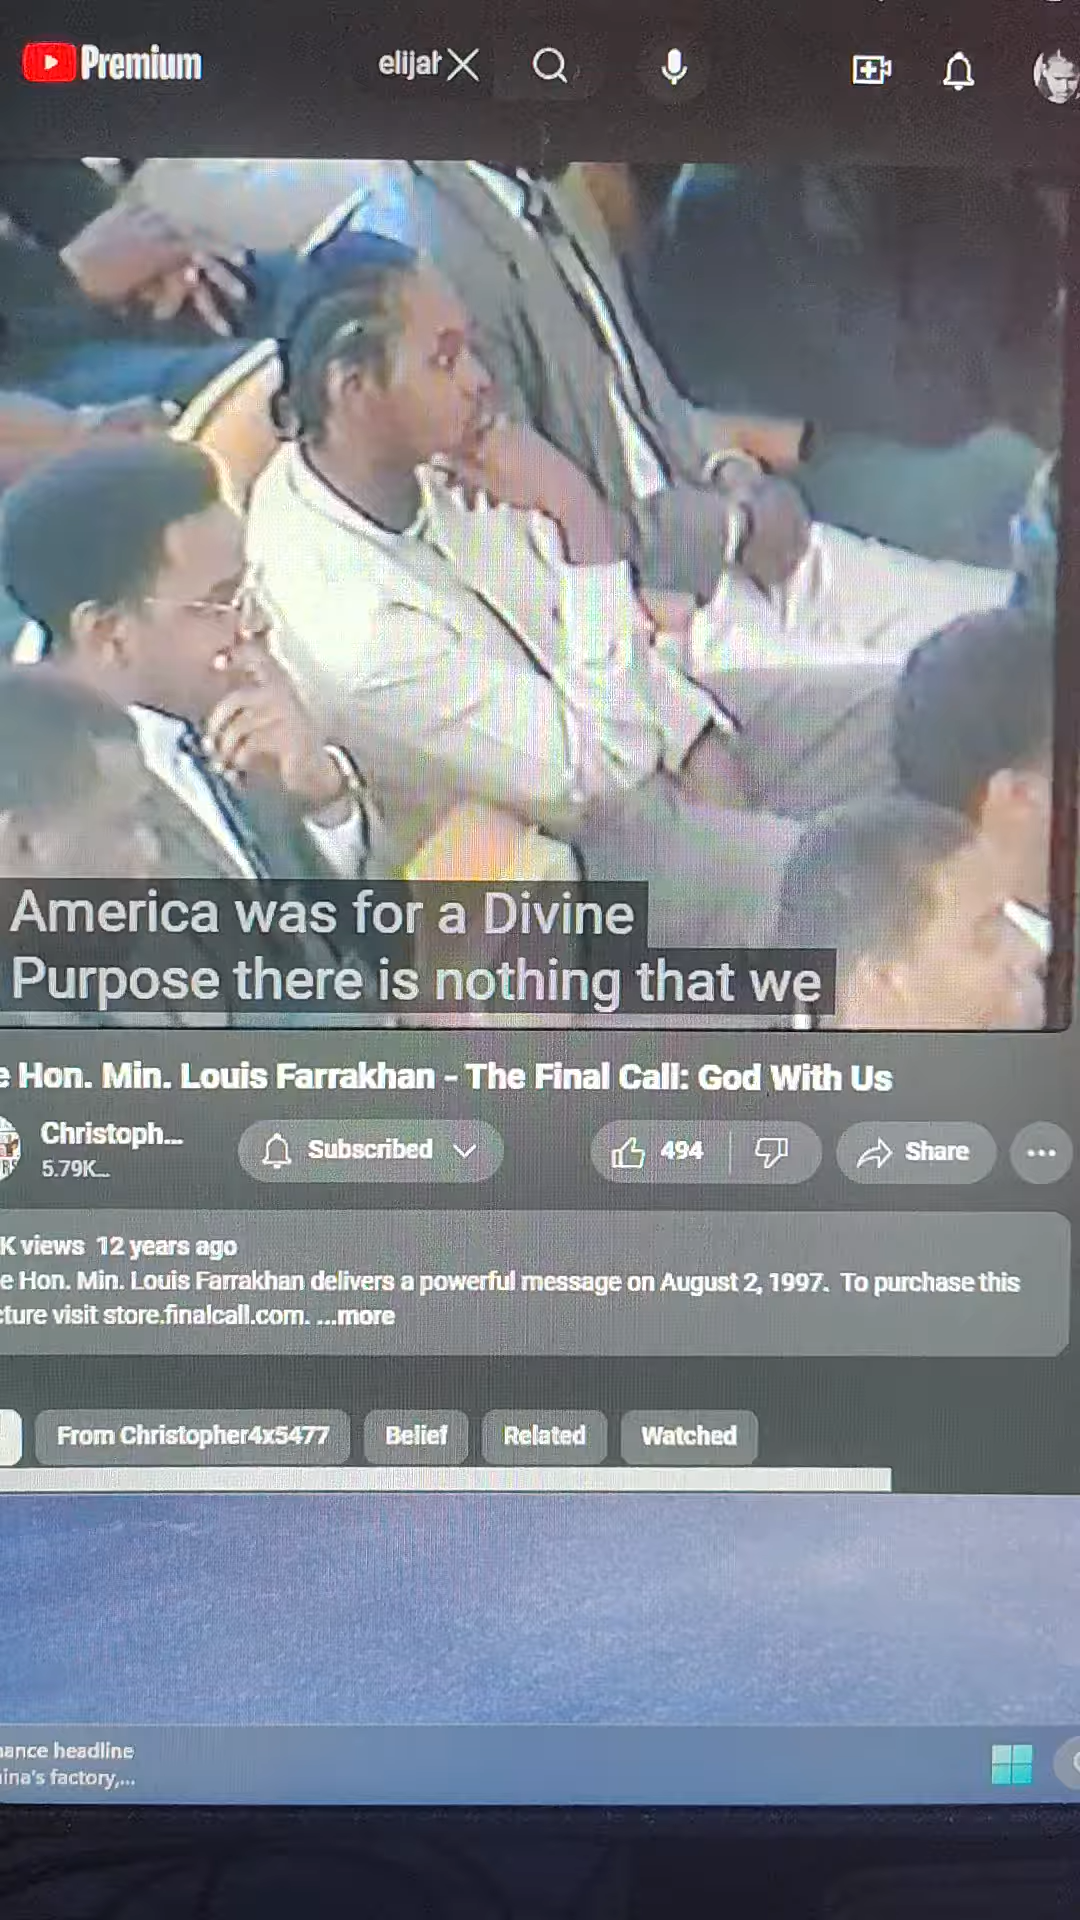 Premium
elijah
America was for a Divine
Purpose there is nothing that we
e Hon. Min. Louis Farrakhan - The Final Call: God With Us
Christoph...
5.79K...
Subscribed
494
Share
K views 12 years ago
e Hon. Min. Louis Farrakhan delivers a powerful message on August 2, 1997. To purchase this
cture visit store.finalcall.com. ...more
From Christopher4x5477
Belief
Related
Watched
nance headline
ina's factory,...